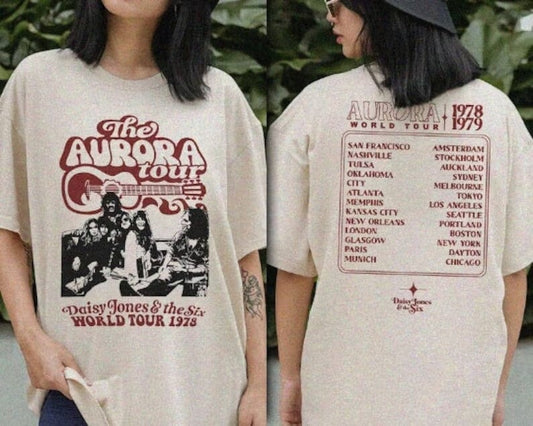 The
AURORA
tour
Daisy Jones & the Six
WORLD TOUR 1978
AURORA
WORLD TOUR
1978
1979
SAN FRANCISCO
NASHVILLE
TULSA
OKLAHOMA
CITY
ATLANTA
MEMPHIS
KANSAS CITY
NEW ORLEANS
LONDON
GLASGOW
PARIS
MUNICH
AMSTERDAM
STOCKHOLM
AUCKLAND
SYDNEY
MELBOURNE
TOKYO
LOS ANGELES
SEATTLE
PORTLAND
BOSTON
NEW YORK
DAYTON
CHICAGO
Daisy Jones
& the Six